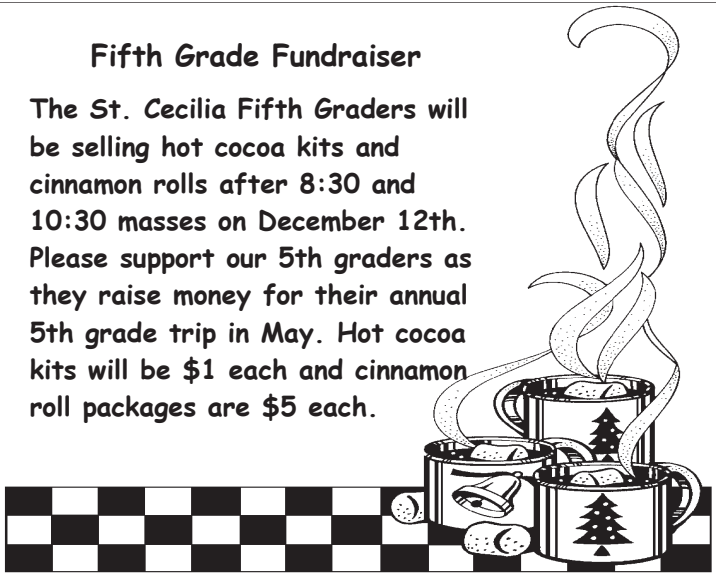 Fifth Grade Fundraiser
The St. Cecilia Fifth Graders will
be selling hot cocoa kits and
cinnamon rolls after 8:30 and
10:30 masses on December 12th.
Please support our 5th graders as
they raise money for their annual
5th grade trip in May. Hot cocoa
kits will be $1 each and cinnamon
roll packages are $5 each.